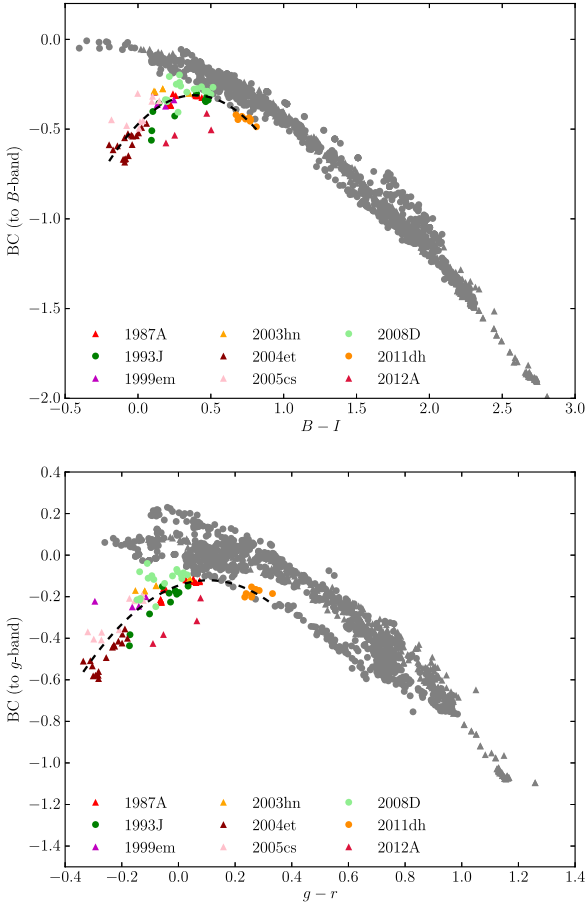 0.0
−0.5
−1.0
−1.5
−2.0
BC (to B-band)
1987A
2003hn
2008D
1993J
2004et
2011dh
1999em
2005cs
2012A
−0.5
0.0
0.5
1.0
1.5
2.0
2.5
3.0
B − I
0.4
0.2
0.0
−0.2
−0.4
−0.6
−0.8
−1.0
−1.2
−1.4
BC (to g-band)
1987A
2003hn
2008D
1993J
2004et
2011dh
1999em
2005cs
2012A
−0.4
−0.2
0.0
0.2
0.4
0.6
0.8
1.0
1.2
1.4
g − r